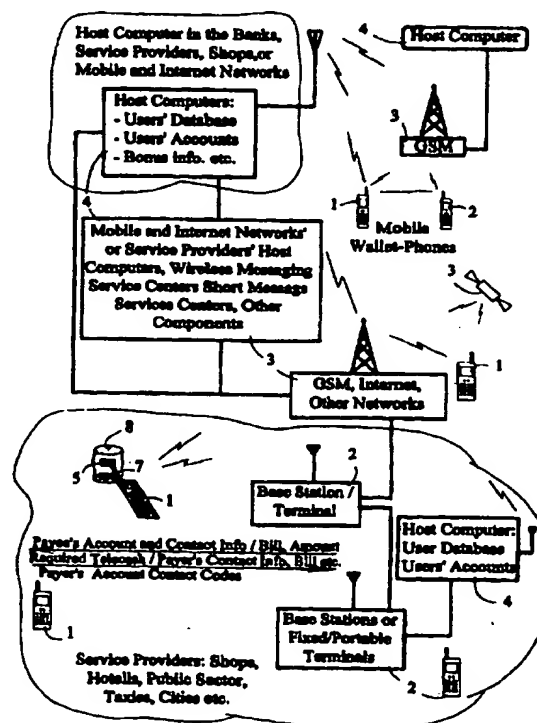 Host Computer in the Banks,
Service Providers, Shops, or
Mobile and Internet Networks
Host Computers:
- Users' Database
- Users' Accounts
- Bonus info. etc.
4
4
Host Computer
3
GSM
1
2
Mobile
Wallet-Phones
4
Mobile and Internet Networks'
or Service Providers' Host
Computers, Wireless Messaging
Service Centers Short Message
Services Centers, Other
Components
3
3
1
GSM, Internet,
Other Networks
8
5
7
1
2
Base Station /
Terminal
Host Computer:
User Database
Users' Accounts
4
Payee's Account and Contact Info / Bill, Amount
Required Telecash / Payer's Contact Info, Bill etc.
Payer's Account Contact Codes
1
Base Stations or
Fixed/Portable
Terminals
2
Service Providers: Shops,
Hotells, Public Sector,
Taxies, Cities etc.